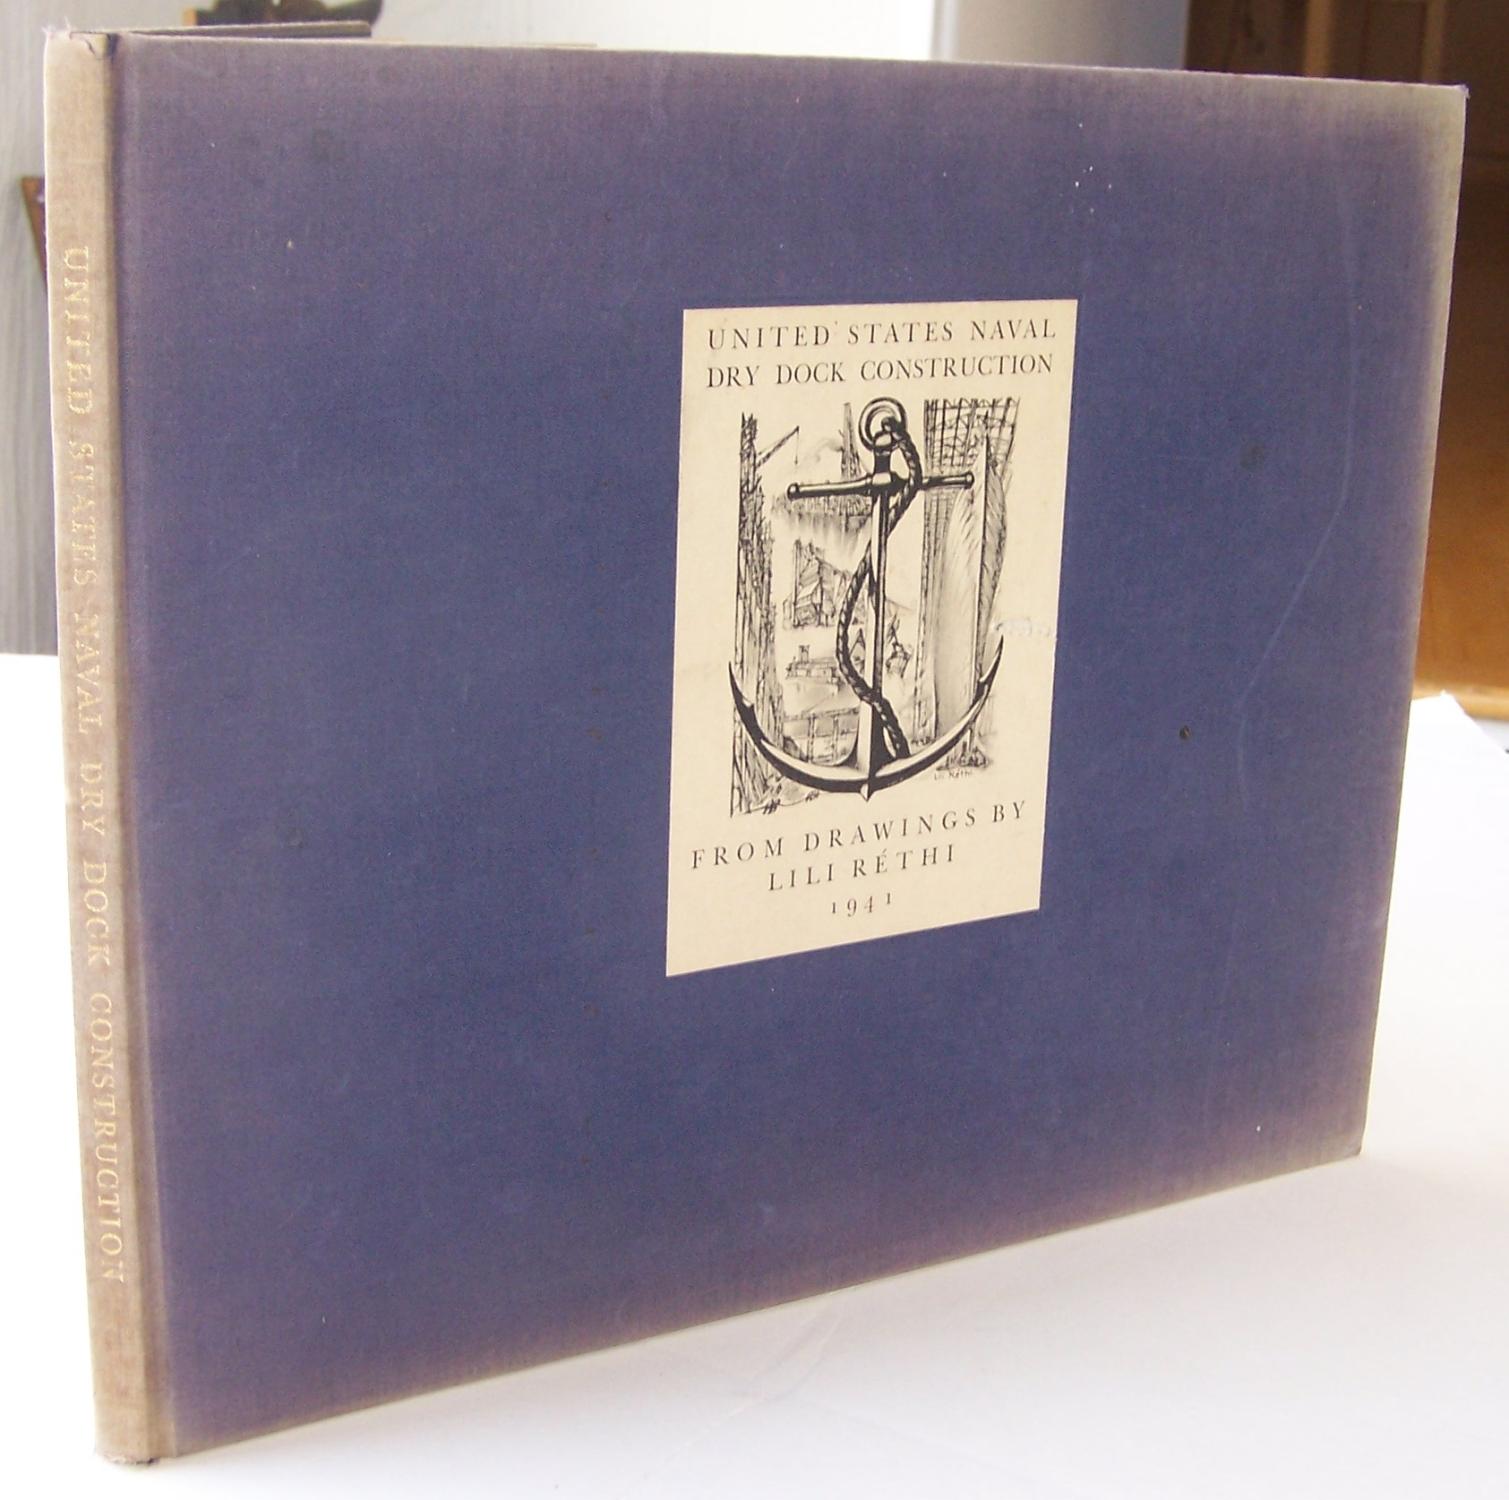 UNITED STATES NAVAL DRY DOCK CONSTRUCTION
UNITED STATES NAVAL
DRY DOCK CONSTRUCTION
Lili Réthi
FROM DRAWINGS BY
LILI RÉTHI
1941